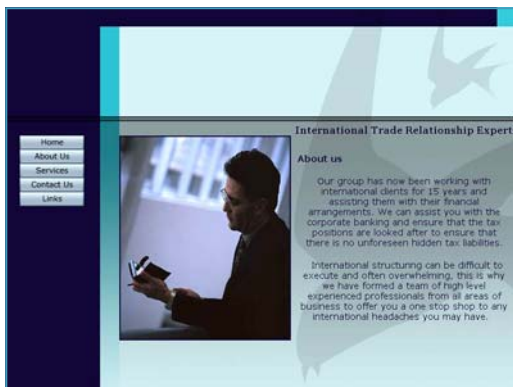 International Trade Relationship Expert
Home
About Us
Services
Contact Us
Links
About us
Our group has now been working with
international clients for 15 years and
assisting them with their financial
arrangements. We can assist you with the
corporate banking and ensure that the tax
positions are looked after to ensure that
there is no unforeseen hidden tax liabilities.
International structuring can be difficult to
execute and often overwhelming, this is why
we have formed a team of high level
experienced professionals from all areas of
business to offer you a one stop shop to any
international headaches you may have.